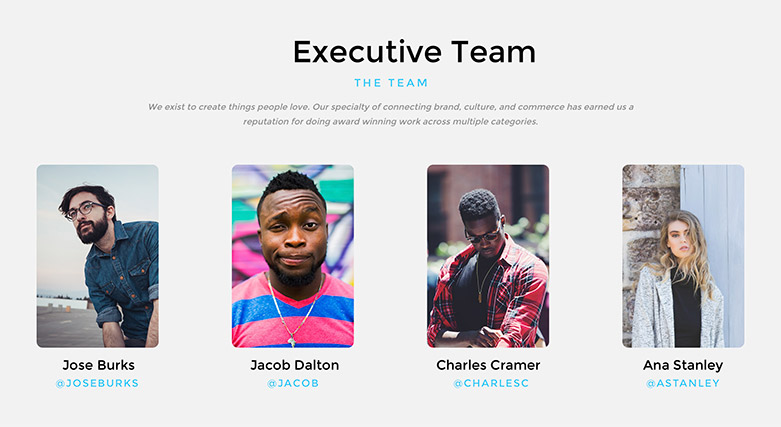 Executive Team
THE TEAM
We exist to create things people love. Our specialty of connecting brand, culture, and commerce has earned us a
reputation for doing award winning work across multiple categories.
Jose Burks
@JOSEBURKS
Jacob Dalton
@JACOB
Charles Cramer
@CHARLESC
Ana Stanley
@ASTANLEY